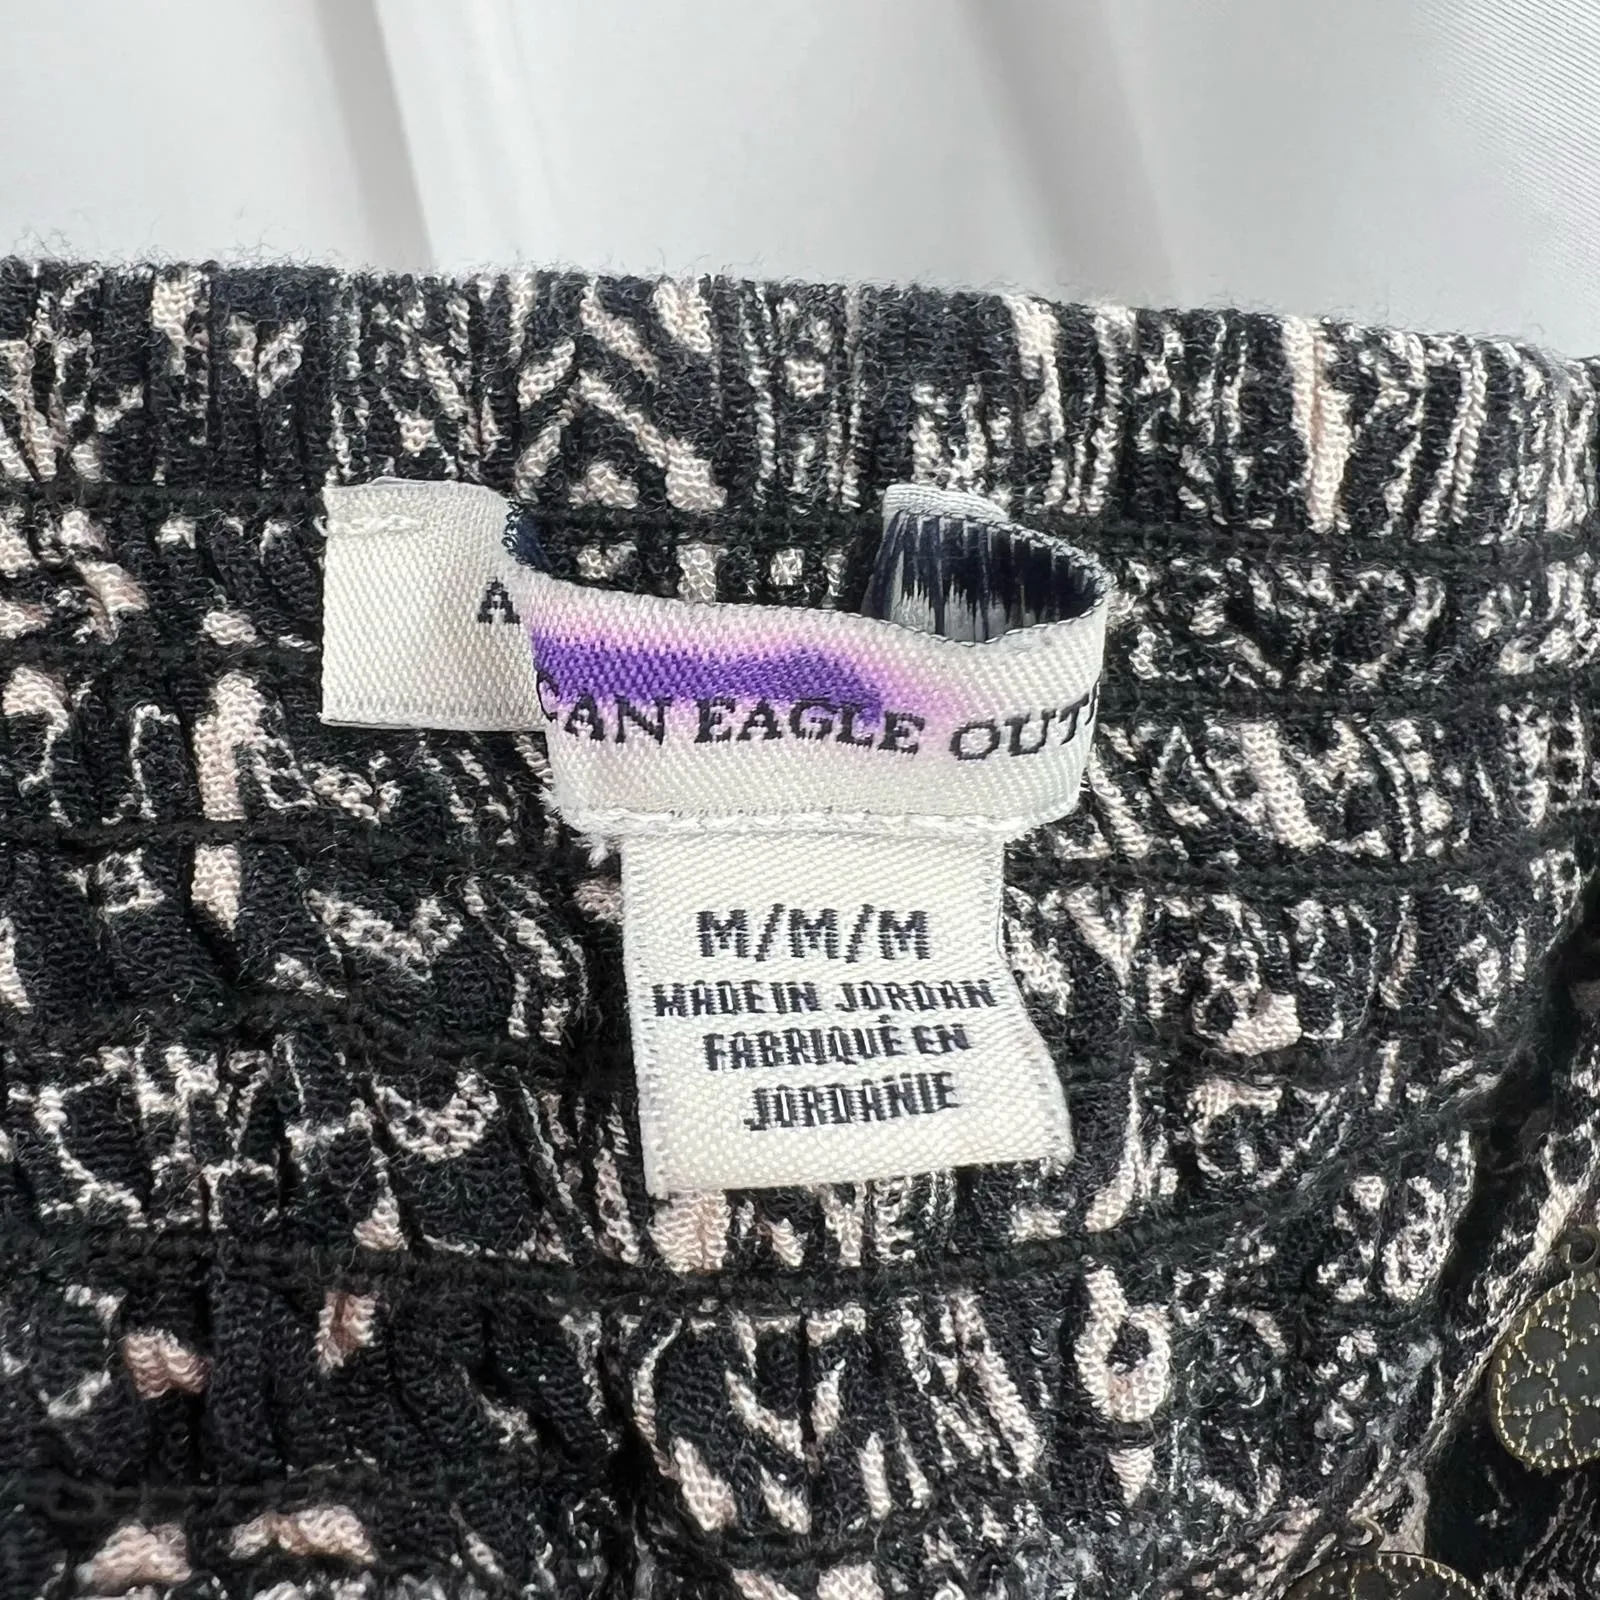 A
CAN EAGLE OUT
M/M/M
MADE IN JORDAN
FABRIQUÉ EN
JORDANIE